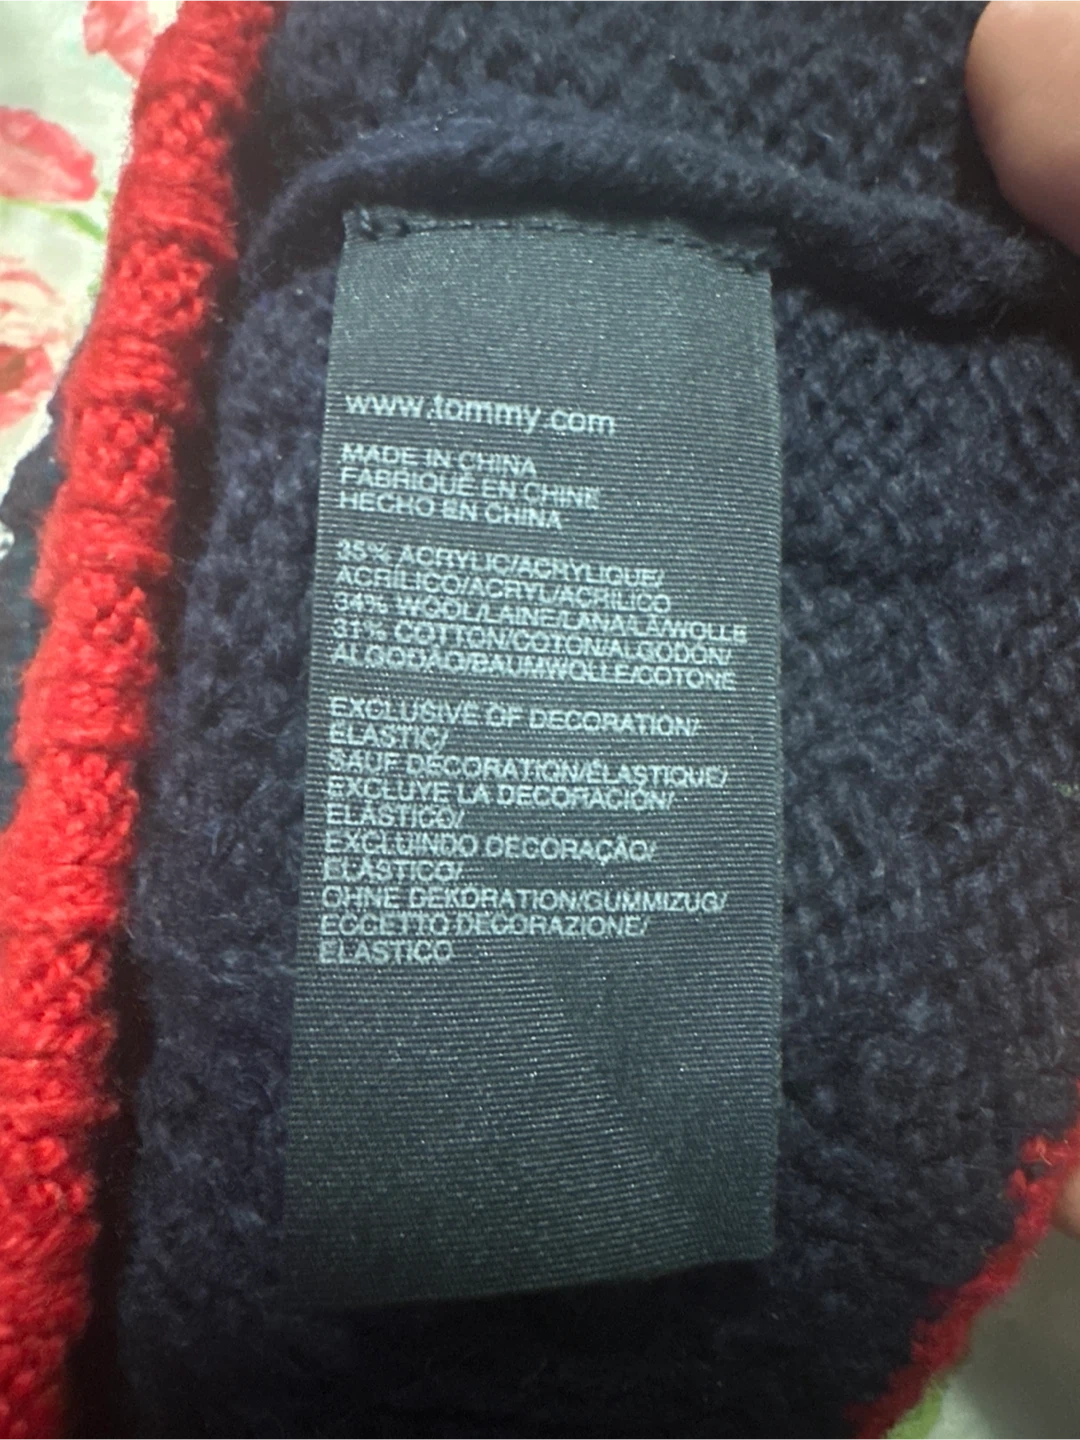 www.tommy.com
MADE IN CHINA
FABRIQUÉ EN CHINE
HECHO EN CHINA
35% ACRYLIC/ACRYLIQUE/
ACRÍLICO/ACRYL/ACRILICO
34% WOOL/LAINE/LANA/LÃ/WOLLE
31% COTTON/COTON/ALGODÓN/
ALGODÃO/BAUMWOLLE/COTONE
EXCLUSIVE OF DECORATION/
ELASTIC/
SAUF DÉCORATION/ÉLASTIQUE/
EXCLUYE LA DECORACIÓN/
ELÁSTICO/
EXCLUINDO DECORAÇÃO/
ELÁSTICO/
OHNE DEKORATION/GUMMIZUG/
ECCETTO DECORAZIONE/
ELASTICO